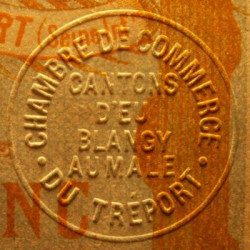 CHAMBRE DE COMMERCE
CANTONS
D'EU
BLANGY
AUMALE
• DU TRÉPORT •